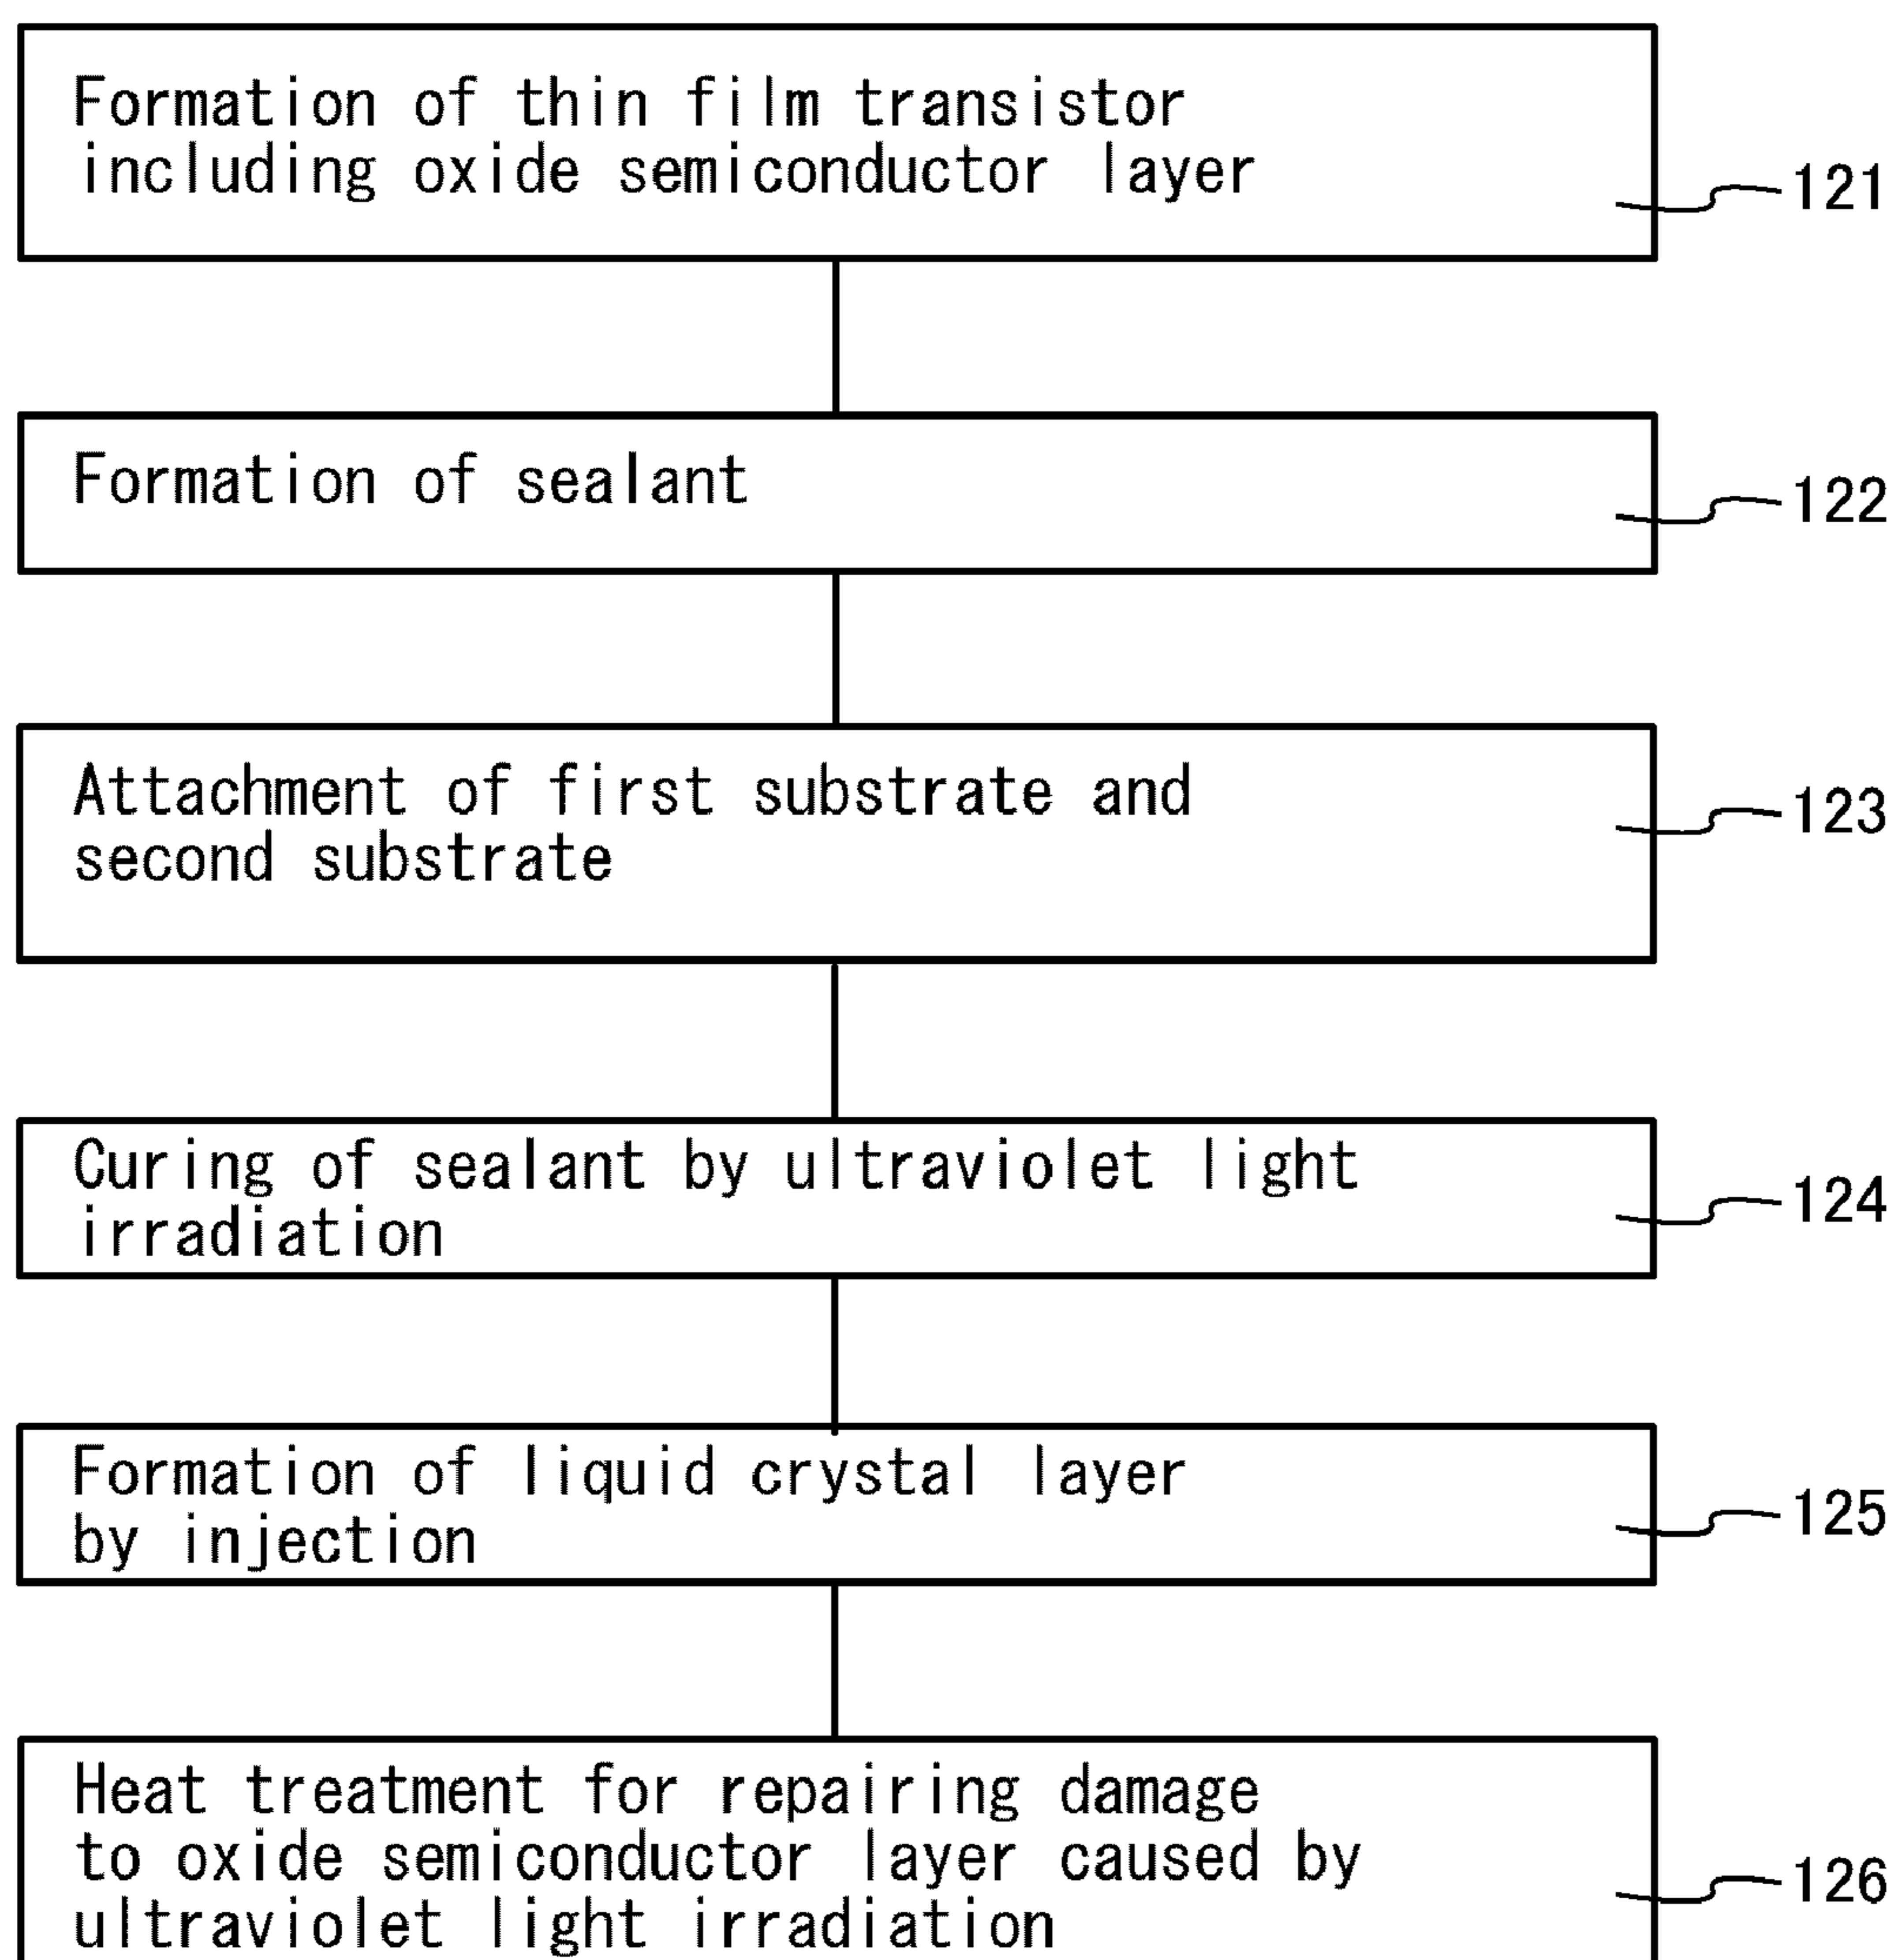 Formation of thin film transistor
including oxide semiconductor layer
121
Formation of sealant
122
Attachment of first substrate and
second substrate
123
Curing of sealant by ultraviolet light
irradiation
124
Formation of liquid crystal layer
by injection
125
Heat treatment for repairing damage
to oxide semiconductor layer caused by
ultraviolet light irradiation
126